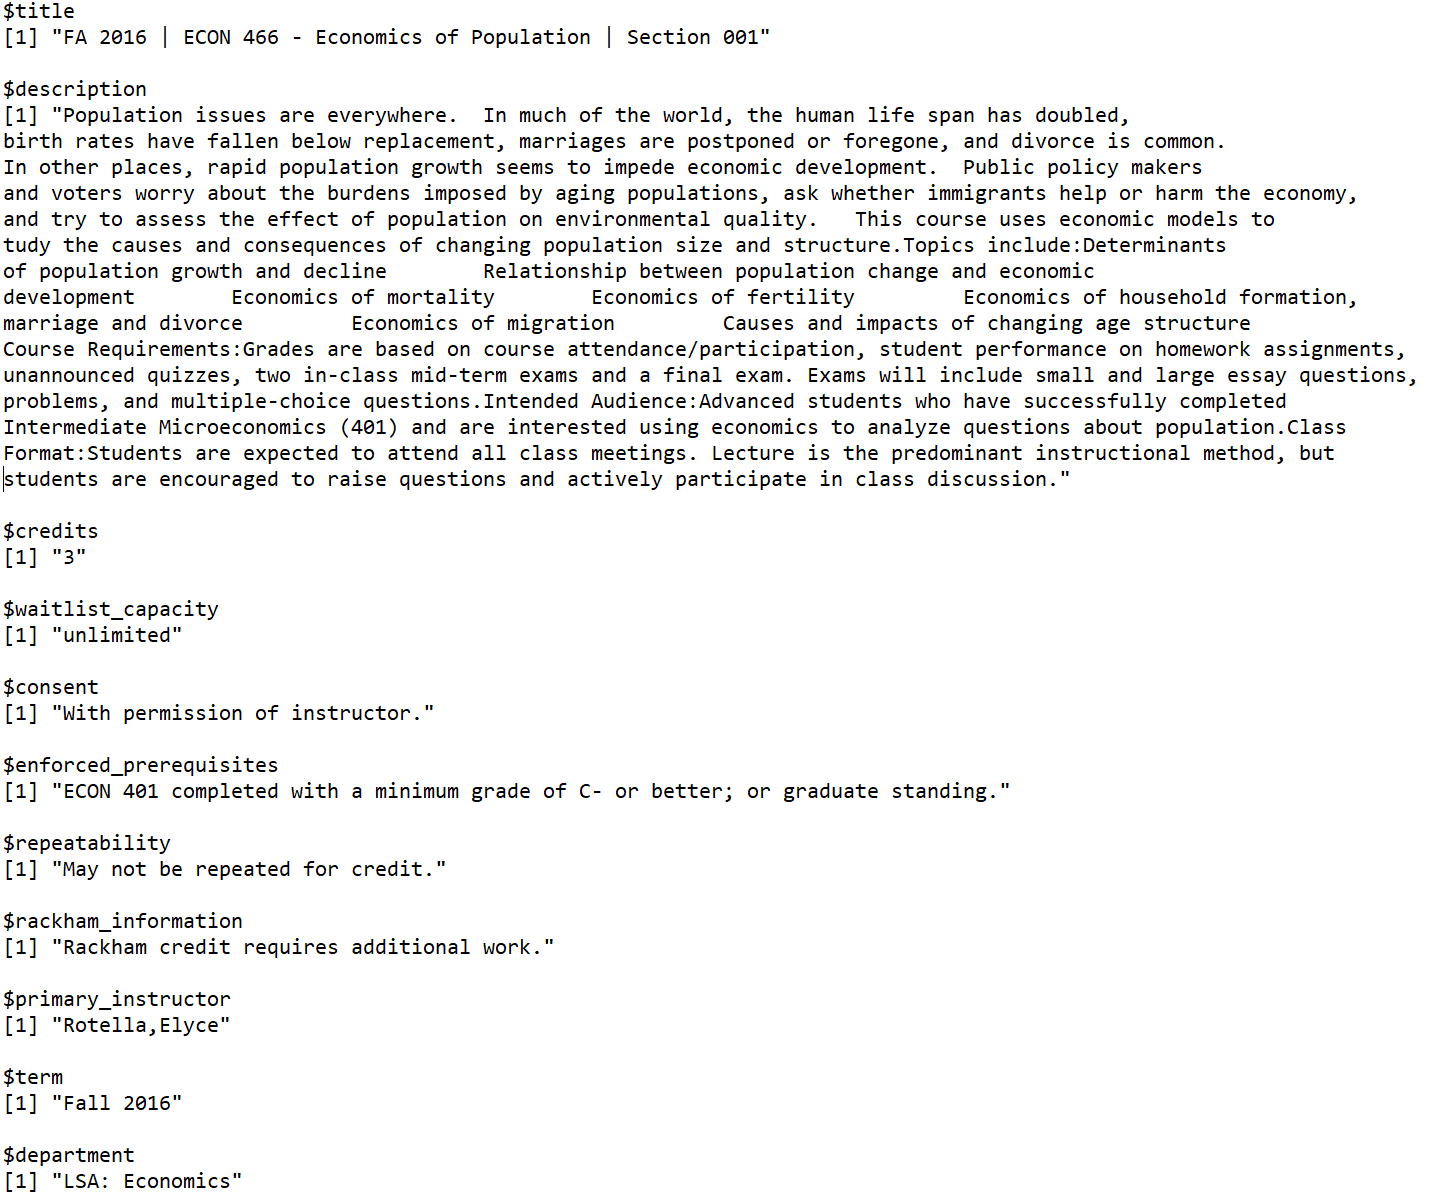 $title
[1] "FA 2016 | ECON 466 - Economics of Population | Section 001"
$description
[1] "Population issues are everywhere.  In much of the world, the human life span has doubled,
birth rates have fallen below replacement, marriages are postponed or foregone, and divorce is common.
In other places, rapid population growth seems to impede economic development.  Public policy makers
and voters worry about the burdens imposed by aging populations, ask whether immigrants help or harm the economy,
and try to assess the effect of population on environmental quality.   This course uses economic models to
tudy the causes and consequences of changing population size and structure.Topics include:Determinants
of population growth and decline        Relationship between population change and economic
development        Economics of mortality        Economics of fertility         Economics of household formation,
marriage and divorce         Economics of migration         Causes and impacts of changing age structure
Course Requirements:Grades are based on course attendance/participation, student performance on homework assignments,
unannounced quizzes, two in-class mid-term exams and a final exam. Exams will include small and large essay questions,
problems, and multiple-choice questions.Intended Audience:Advanced students who have successfully completed
Intermediate Microeconomics (401) and are interested using economics to analyze questions about population.Class
Format:Students are expected to attend all class meetings. Lecture is the predominant instructional method, but
students are encouraged to raise questions and actively participate in class discussion."
$credits
[1] "3"
$waitlist_capacity
[1] "unlimited"
$consent
[1] "With permission of instructor."
$enforced_prerequisites
[1] "ECON 401 completed with a minimum grade of C- or better; or graduate standing."
$repeatability
[1] "May not be repeated for credit."
$rackham_information
[1] "Rackham credit requires additional work."
$primary_instructor
[1] "Rotella,Elyce"
$term
[1] "Fall 2016"
$department
[1] "LSA: Economics"